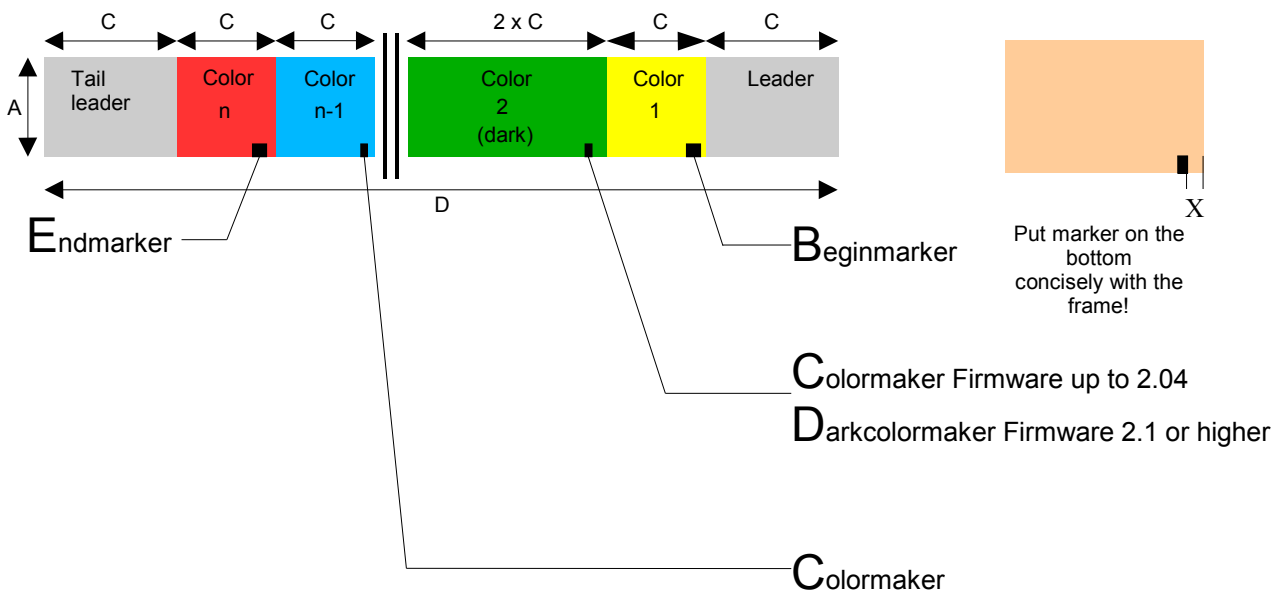 C C C 2 x C C C
Tail
leader
Color
n
Color
n-1
Color
2
(dark)
Color
1
Leader
A
D
X
Endmarker
Beginmarker
Put marker on the
bottom
concisely with the
frame!
Colormaker Firmware up to 2.04
Darkcolormaker Firmware 2.1 or higher
Colormaker